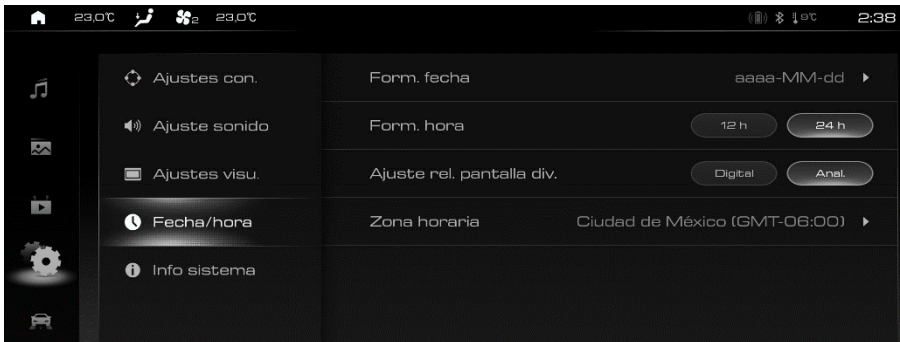 23,0℃ 2 23,0℃ 9℃ 2:38
Ajustes con.
Ajuste sonido
Ajustes visu.
Fecha/hora
Info sistema
Form. fecha aaaa-MM-dd
Form. hora 12 h 24 h
Ajuste rel. pantalla div. Digital Anal.
Zona horaria Ciudad de México (GMT-06:00)